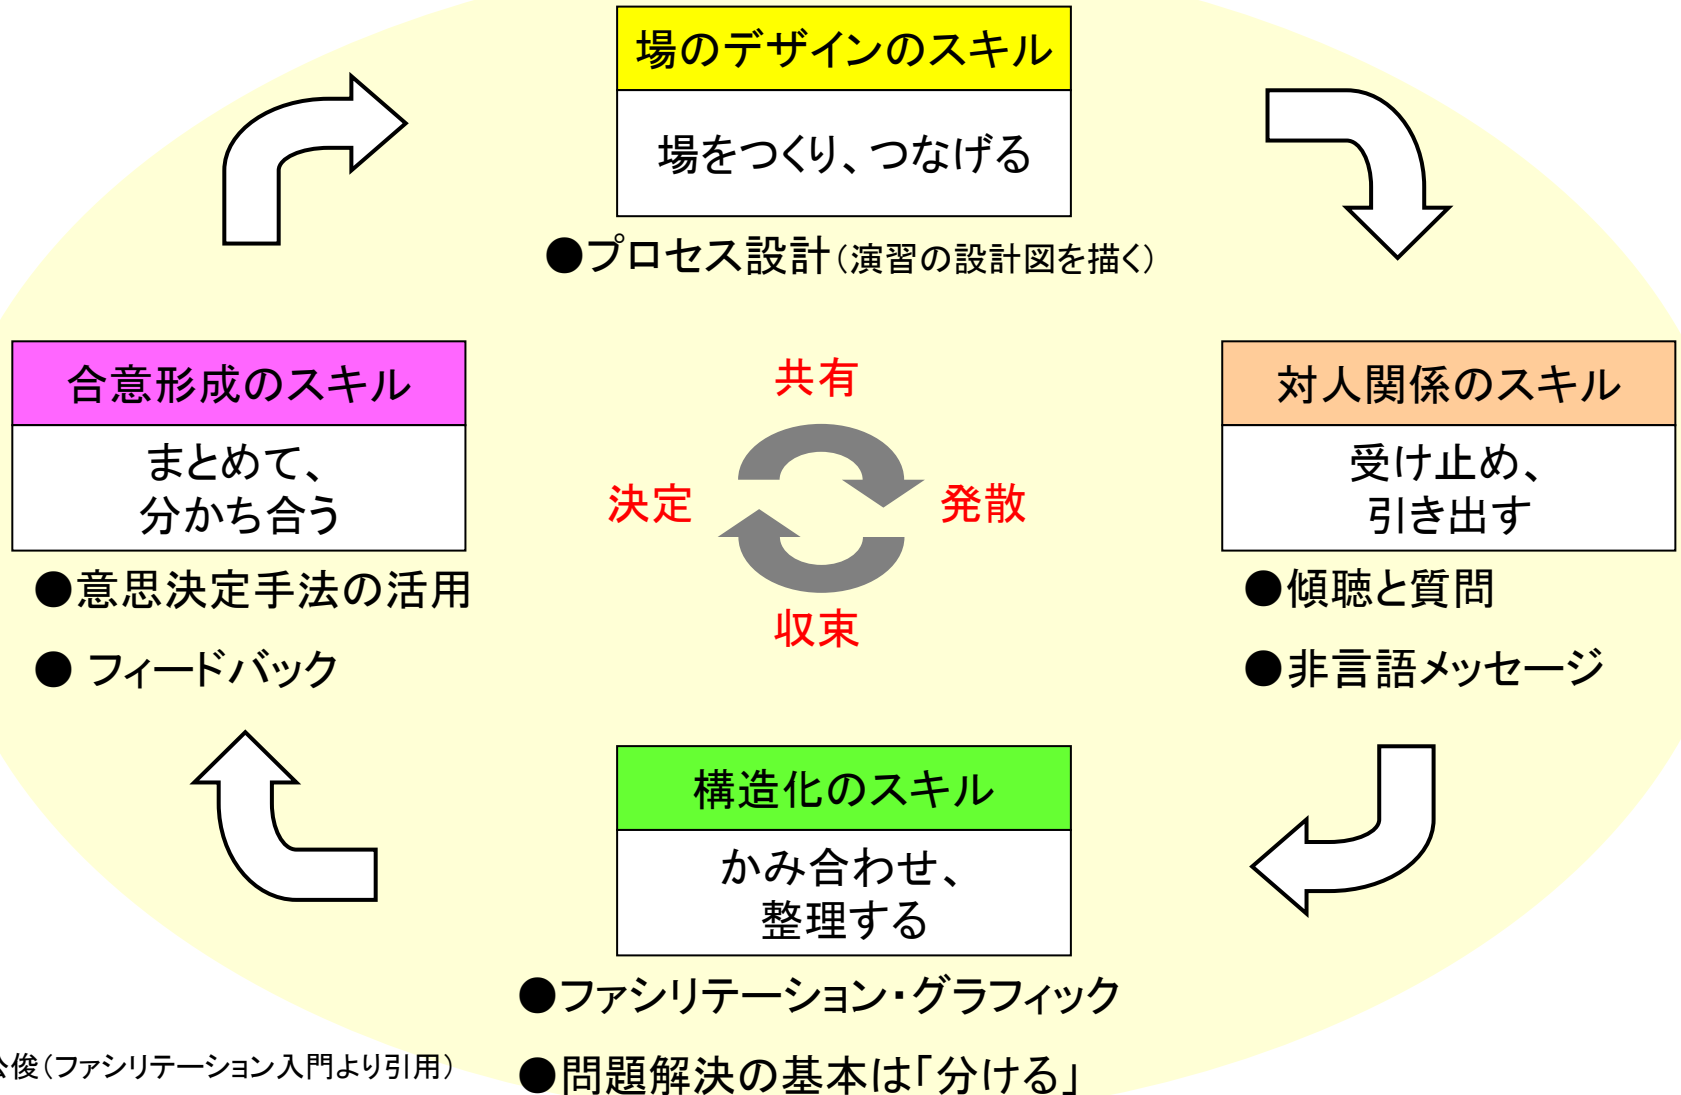 場のデザインのスキル
場をつくり、つなげる
●プロセス設計（演習の設計図を描く）
合意形成のスキル
まとめて、
分かち合う
●意思決定手法の活用
● フィードバック
共有
決定
発散
収束
対人関係のスキル
受け止め、
引き出す
●傾聴と質問
●非言語メッセージ
構造化のスキル
かみ合わせ、
整理する
●ファシリテーション・グラフィック
●問題解決の基本は「分ける」
俊（ファシリテーション入門より引用）